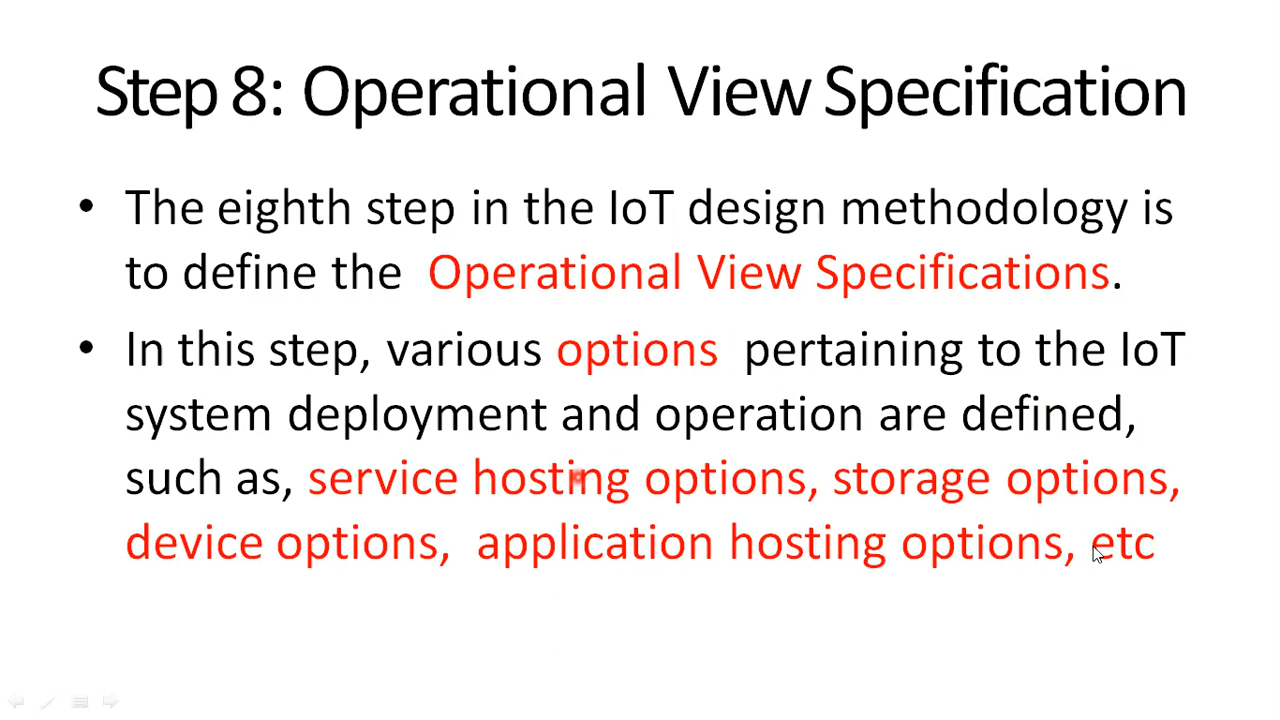 Step 8: Operational View Specification
• The eighth step in the IoT design methodology is
to define the Operational View Specifications.
• In this step, various options pertaining to the IoT
system deployment and operation are defined,
such as, service hosting options, storage options,
device options, application hosting options, etc